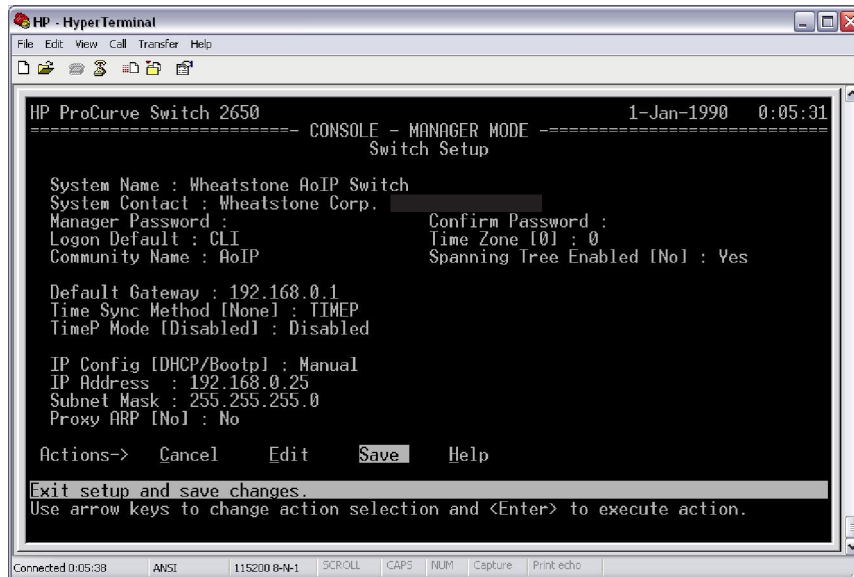 HP - HyperTerminal
File Edit View Call Transfer Help
HP ProCurve Switch 2650 1-Jan-1990 0:05:31
==========================- CONSOLE - MANAGER MODE -============================
Switch Setup
System Name : Wheatstone AoIP Switch
System Contact : Wheatstone Corp.
Manager Password : Confirm Password :
Logon Default : CLI Time Zone [0] : 0
Community Name : AoIP Spanning Tree Enabled [No] : Yes
Default Gateway : 192.168.0.1
Time Sync Method [None] : TIMEP
TimeP Mode [Disabled] : Disabled
IP Config [DHCP/Bootp] : Manual
IP Address : 192.168.0.25
Subnet Mask : 255.255.255.0
Proxy ARP [No] : No
Actions-> Cancel Edit Save Help
Exit setup and save changes.
Use arrow keys to change action selection and <Enter> to execute action.
Connected 0:05:38 ANSI 115200 8-N-1 SCROLL CAPS NUM Capture Print echo